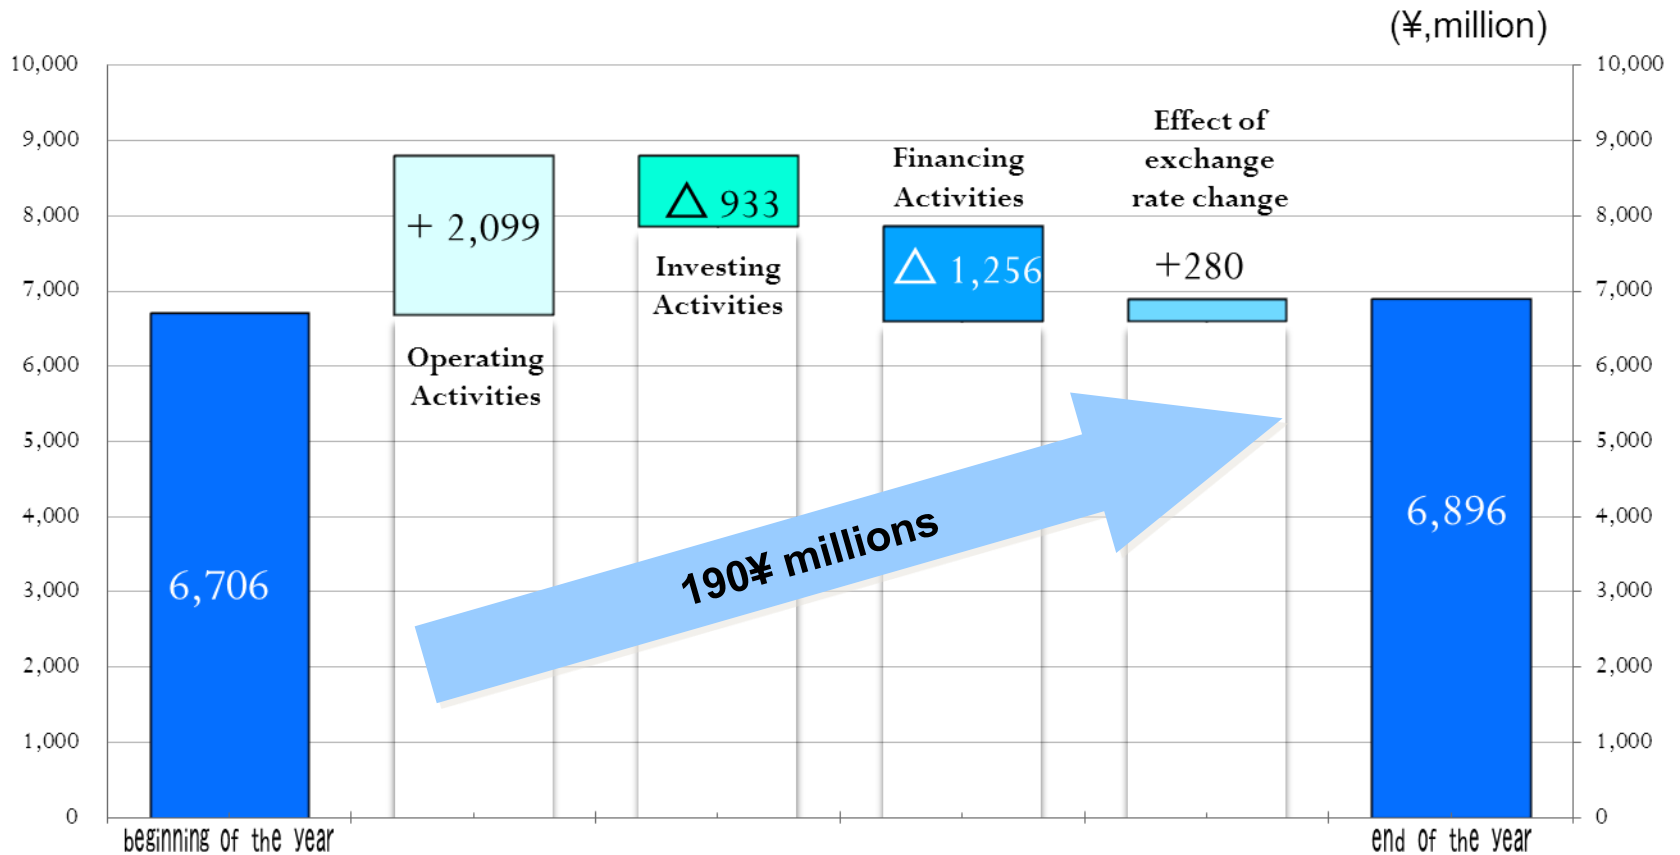 (¥,million)
10,000
9,000
8,000
7,000
6,000
5,000
4,000
3,000
2,000
1,000
0
6,706
+ 2,099
Operating
Activities
△ 933
Investing
Activities
Financing
Activities
△ 1,256
Effect of
exchange
rate change
+280
190¥ millions
6,896
10,000
9,000
8,000
7,000
6,000
5,000
4,000
3,000
2,000
1,000
0
beginning of the year
end of the year